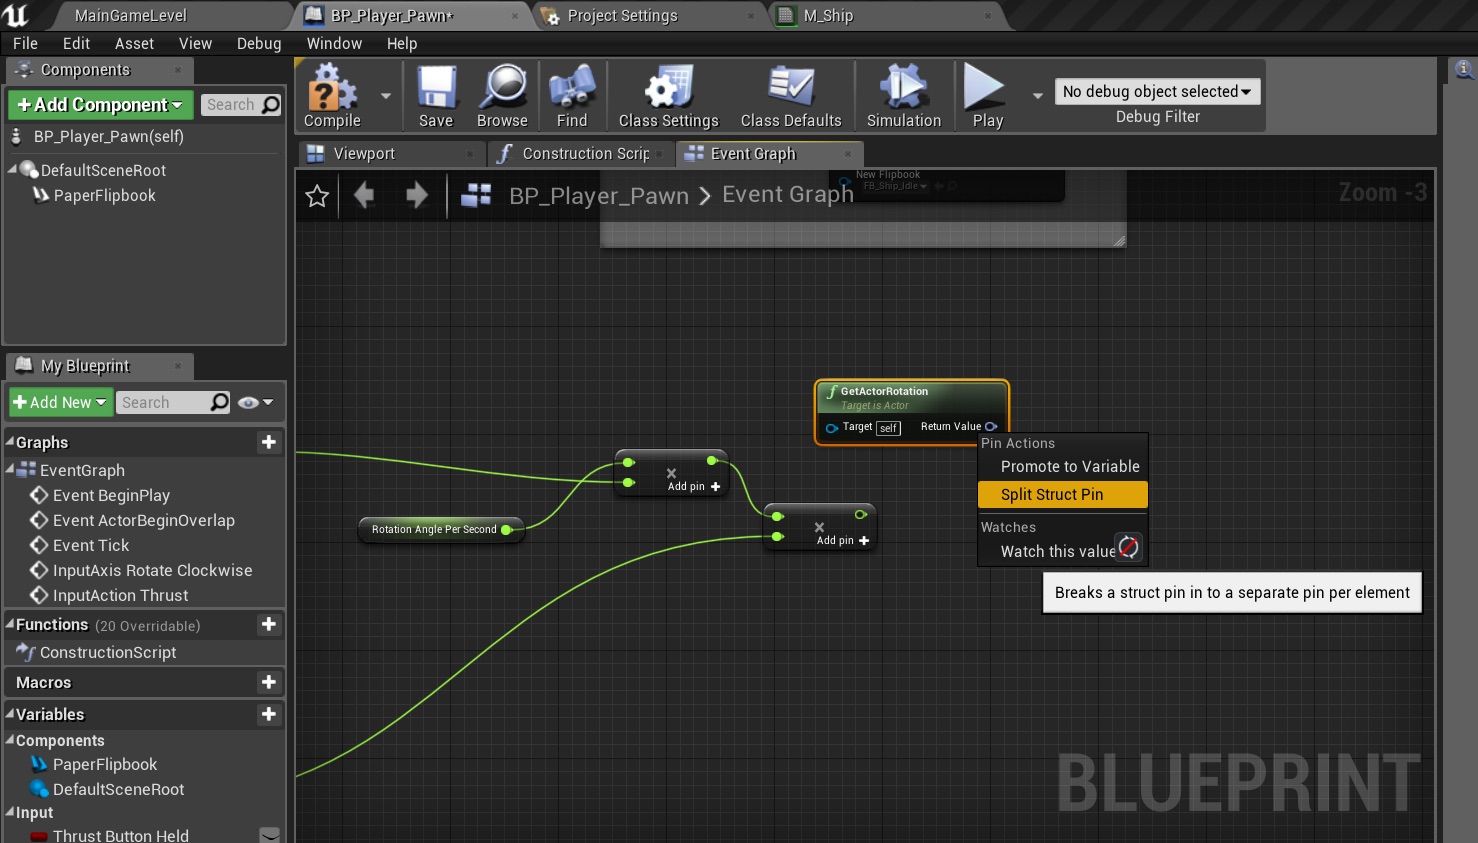 MainGameLevel
BP_Player_Pawn*
Project Settings
M_Ship
File Edit Asset View Debug Window Help
Components
+Add Component
Search
BP_Player_Pawn(self)
DefaultSceneRoot
PaperFlipbook
Compile
Save
Browse
Find
Class Settings
Class Defaults
Simulation
Play
No debug object selected
Debug Filter
Viewport
Construction Scrip
Event Graph
BP_Player_Pawn > Event Graph
Zoom -3
New Flipbook
FB_Ship_Idle
My Blueprint
+Add New
Search
Graphs
EventGraph
Event BeginPlay
Event ActorBeginOverlap
Event Tick
InputAxis Rotate Clockwise
InputAction Thrust
Functions (20 Overridable)
ConstructionScript
Macros
Variables
Components
PaperFlipbook
DefaultSceneRoot
Input
Thrust Button Held
GetActorRotation
Target is Actor
Target self
Return Value
Add pin +
Rotation Angle Per Second
Add pin +
Pin Actions
Promote to Variable
Split Struct Pin
Watches
Watch this value
Breaks a struct pin in to a separate pin per element
BLUEPRINT